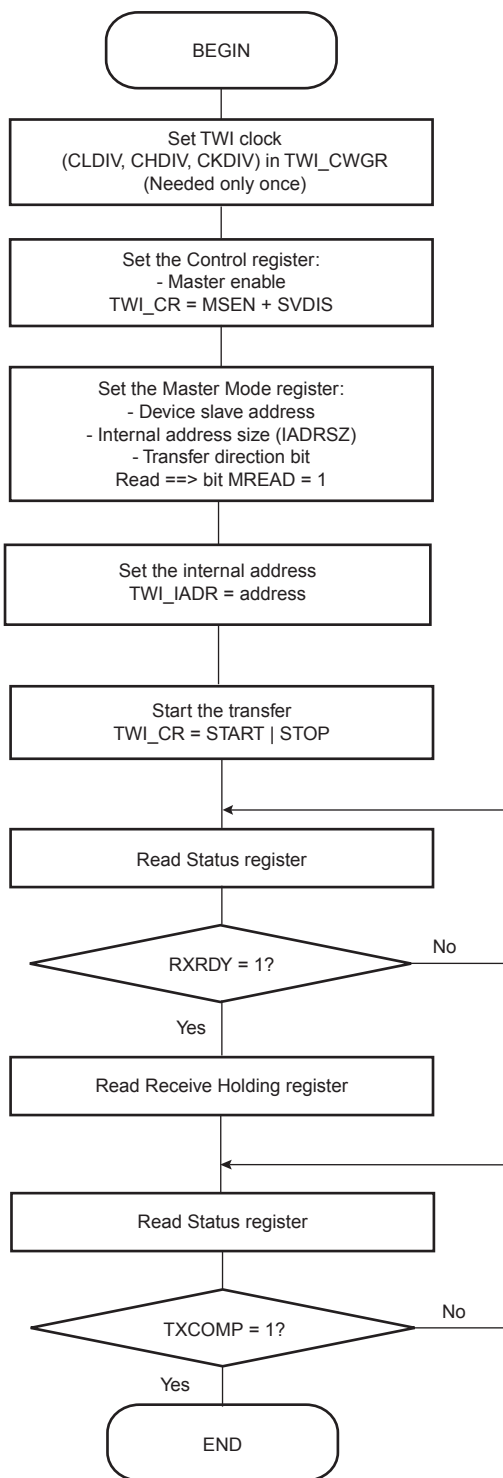 BEGIN
Set TWI clock
(CLDIV, CHDIV, CKDIV) in TWI_CWGR
(Needed only once)
Set the Control register:
- Master enable
TWI_CR = MSEN + SVDIS
Set the Master Mode register:
- Device slave address
- Internal address size (IADRSZ)
- Transfer direction bit
Read ==> bit MREAD = 1
Set the internal address
TWI_IADR = address
Start the transfer
TWI_CR = START | STOP
Read Status register
RXRDY = 1?
No
Yes
Read Receive Holding register
Read Status register
TXCOMP = 1?
No
Yes
END